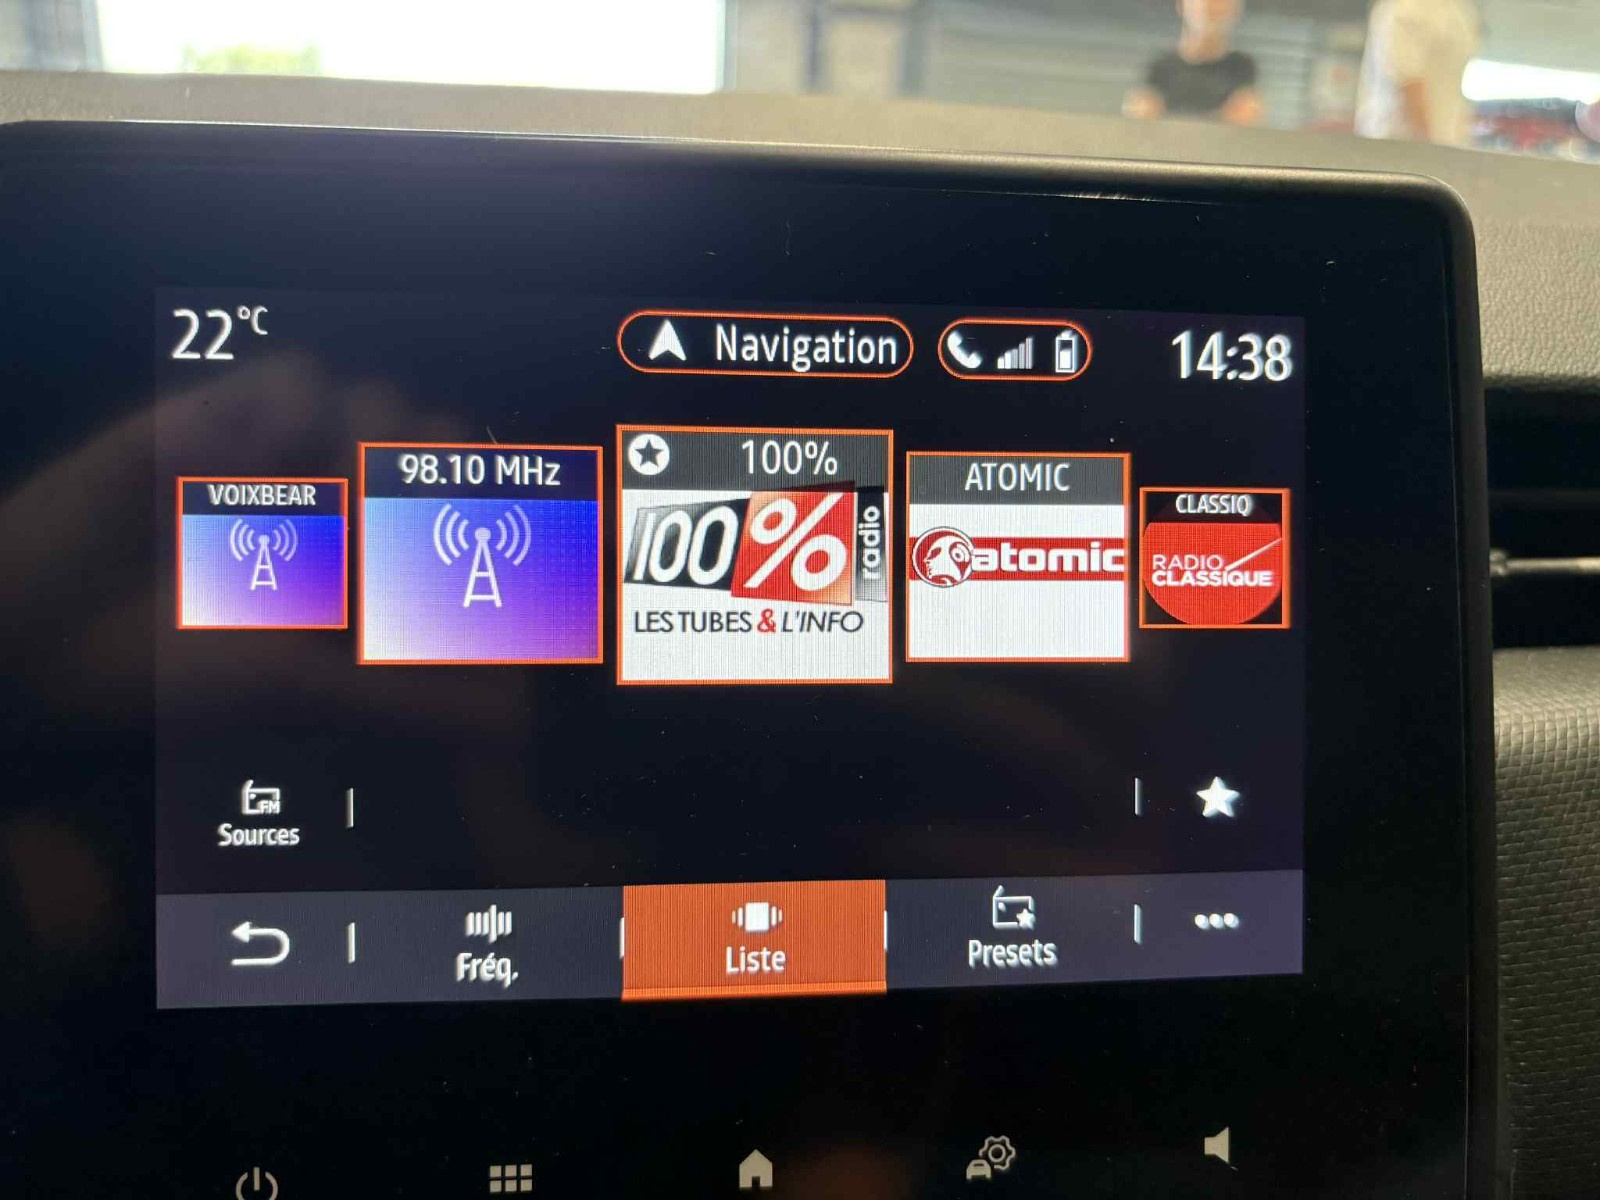 22°C
Navigation
14:38
VOIXBEAR
98.10 MHz
100%
100% radio
LES TUBES & L'INFO
ATOMIC
atomic
CLASSIQ
RADIO
CLASSIQUE
FM
Sources
Fréq.
Liste
Presets